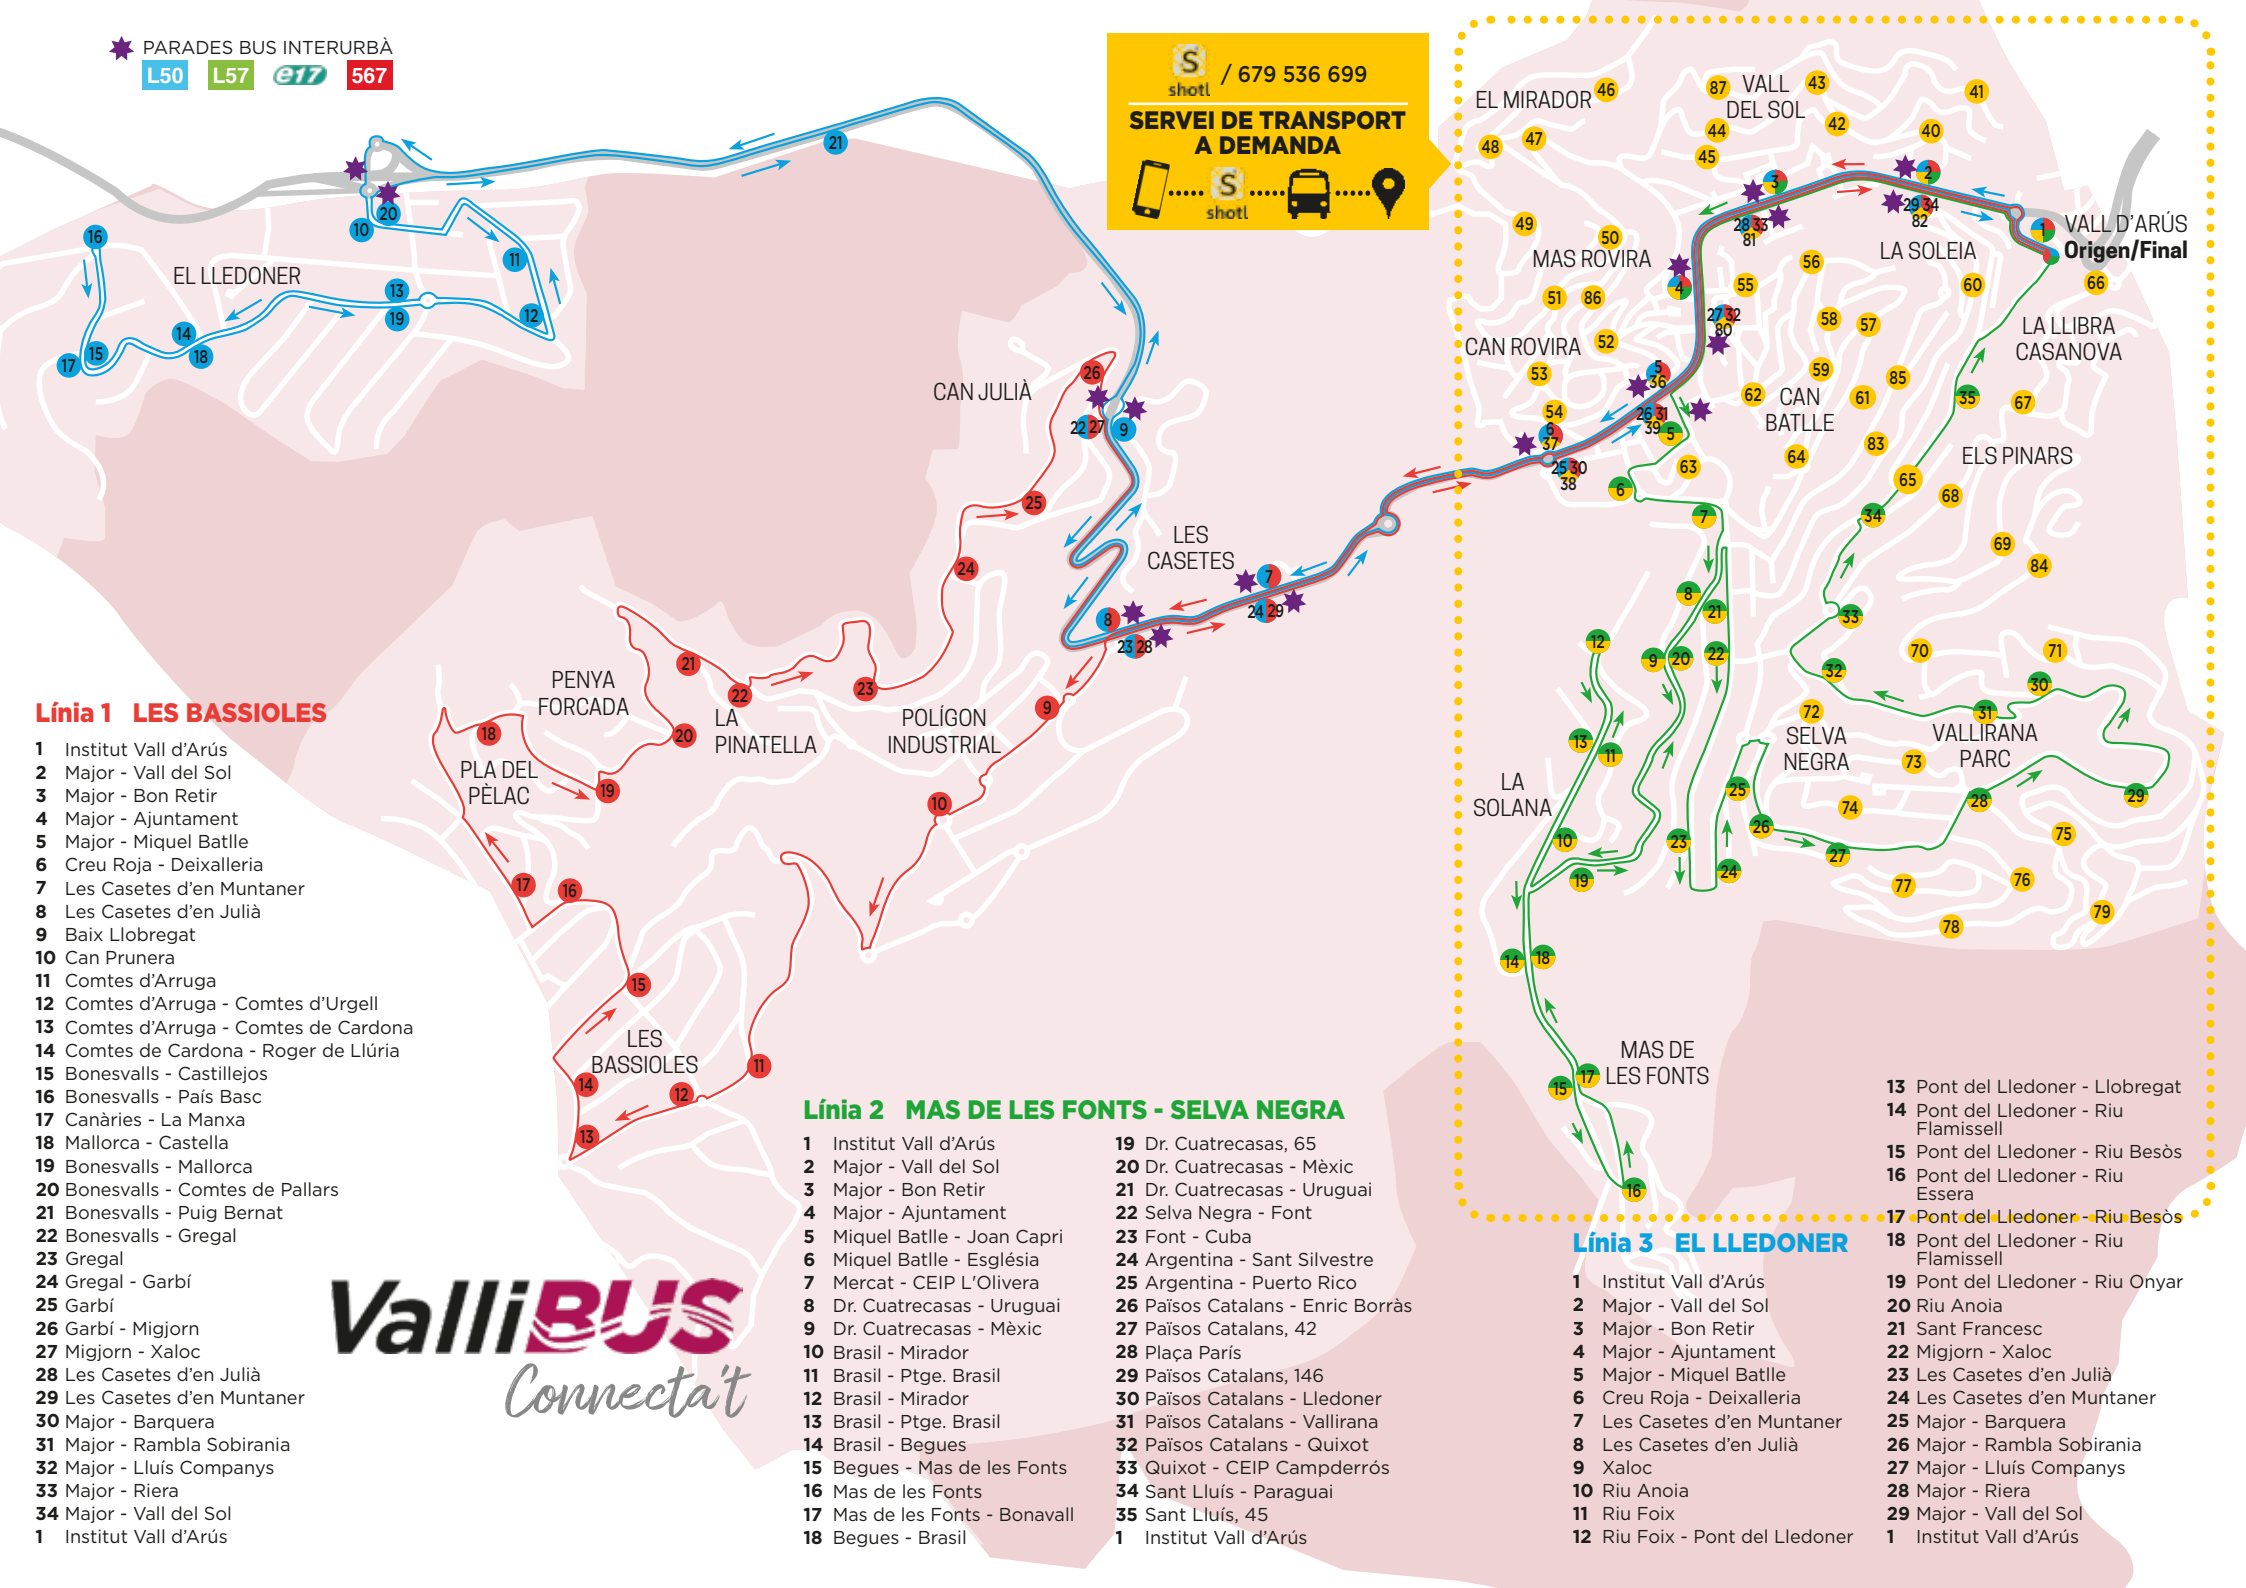 PARADES BUS INTERURBÀ
L50 L57 e17 567
S
shotl / 679 536 699
SERVEI DE TRANSPORT
A DEMANDA
S
shotl
EL MIRADOR
VALL
DEL SOL
MAS ROVIRA
CAN ROVIRA
LA SOLEIA
VALL D'ARÚS
Origen/Final
LA LLIBRA
CASANOVA
CAN
BATLLE
ELS PINARS
EL LLEDONER
CAN JULIÀ
LES
CASETES
PENYA
FORCADA
LA
PINATELLA
POLÍGON
INDUSTRIAL
PLA DEL
PÈLAC
LES
BASSIOLES
LA
SOLANA
SELVA
NEGRA
VALLIRANA
PARC
MAS DE
LES FONTS
Línia 1 LES BASSIOLES
1 Institut Vall d'Arús
2 Major - Vall del Sol
3 Major - Bon Retir
4 Major - Ajuntament
5 Major - Miquel Batlle
6 Creu Roja - Deixalleria
7 Les Casetes d'en Muntaner
8 Les Casetes d'en Julià
9 Baix Llobregat
10 Can Prunera
11 Comtes d'Arruga
12 Comtes d'Arruga - Comtes d'Urgell
13 Comtes d'Arruga - Comtes de Cardona
14 Comtes de Cardona - Roger de Llúria
15 Bonesvalls - Castillejos
16 Bonesvalls - País Basc
17 Canàries - La Manxa
18 Mallorca - Castella
19 Bonesvalls - Mallorca
20 Bonesvalls - Comtes de Pallars
21 Bonesvalls - Puig Bernat
22 Bonesvalls - Gregal
23 Gregal
24 Gregal - Garbí
25 Garbí
26 Garbí - Migjorn
27 Migjorn - Xaloc
28 Les Casetes d'en Julià
29 Les Casetes d'en Muntaner
30 Major - Barquera
31 Major - Rambla Sobirania
32 Major - Lluís Companys
33 Major - Riera
34 Major - Vall del Sol
1 Institut Vall d'Arús
ValliBUS
Connecta't
Línia 2 MAS DE LES FONTS - SELVA NEGRA
1 Institut Vall d'Arús
2 Major - Vall del Sol
3 Major - Bon Retir
4 Major - Ajuntament
5 Miquel Batlle - Joan Capri
6 Miquel Batlle - Església
7 Mercat - CEIP L'Olivera
8 Dr. Cuatrecasas - Uruguai
9 Dr. Cuatrecasas - Mèxic
10 Brasil - Mirador
11 Brasil - Ptge. Brasil
12 Brasil - Mirador
13 Brasil - Ptge. Brasil
14 Brasil - Begues
15 Begues - Mas de les Fonts
16 Mas de les Fonts
17 Mas de les Fonts - Bonavall
18 Begues - Brasil
19 Dr. Cuatrecasas, 65
20 Dr. Cuatrecasas - Mèxic
21 Dr. Cuatrecasas - Uruguai
22 Selva Negra - Font
23 Font - Cuba
24 Argentina - Sant Silvestre
25 Argentina - Puerto Rico
26 Països Catalans - Enric Borràs
27 Països Catalans, 42
28 Plaça París
29 Països Catalans, 146
30 Països Catalans - Lledoner
31 Països Catalans - Vallirana
32 Països Catalans - Quixot
33 Quixot - CEIP Campderrós
34 Sant Lluís - Paraguai
35 Sant Lluís, 45
1 Institut Vall d'Arús
Línia 3 EL LLEDONER
1 Institut Vall d'Arús
2 Major - Vall del Sol
3 Major - Bon Retir
4 Major - Ajuntament
5 Major - Miquel Batlle
6 Creu Roja - Deixalleria
7 Les Casetes d'en Muntaner
8 Les Casetes d'en Julià
9 Xaloc
10 Riu Anoia
11 Riu Foix
12 Riu Foix - Pont del Lledoner
13 Pont del Lledoner - Llobregat
14 Pont del Lledoner - Riu
Flamissell
15 Pont del Lledoner - Riu Besòs
16 Pont del Lledoner - Riu
Essera
17 Pont del Lledoner - Riu Besòs
18 Pont del Lledoner - Riu
Flamissell
19 Pont del Lledoner - Riu Onyar
20 Riu Anoia
21 Sant Francesc
22 Migjorn - Xaloc
23 Les Casetes d'en Julià
24 Les Casetes d'en Muntaner
25 Major - Barquera
26 Major - Rambla Sobirania
27 Major - Lluís Companys
28 Major - Riera
29 Major - Vall del Sol
1 Institut Vall d'Arús